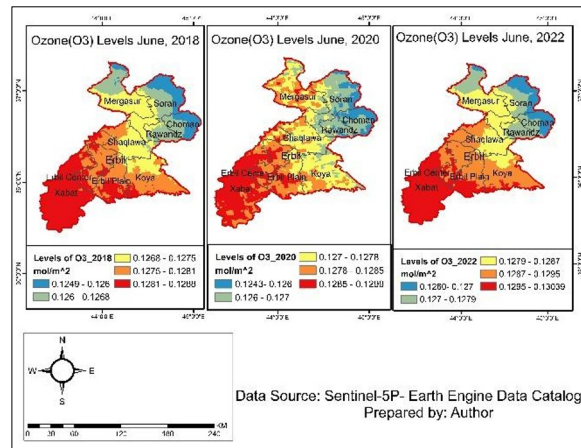 Ozone(O3) Levels June, 2018
Mergasur
Soran
Choman
Rawandz
Shaqlawa
Erbil
Erbil Center
Erbil Plain
Koya
Xabat
Levels of O3_2018
mol/m^2
0.1249 - 0.126
0.126 - 0.1268
0.1268 - 0.1275
0.1275 - 0.1281
0.1281 - 0.1288
Ozone(O3) Levels June, 2020
Mergasur
Soran
Choman
Rawandz
Shaqlawa
Erbil
Erbil Center
Erbil Plain
Koya
Xabat
Levels of O3_2020
mol/m^2
0.1243 - 0.126
0.126 - 0.127
0.127 - 0.1278
0.1278 - 0.1285
0.1285 - 0.1299
Ozone(O3) Levels June, 2022
Mergasur
Soran
Choman
Rawandz
Shaqlawa
Erbil
Erbil Center
Erbil Plain
Koya
Xabat
Levels of O3_2022
mol/m^2
0.1260 - 0.127
0.127 - 0.1279
0.1279 - 0.1287
0.1287 - 0.1295
0.1295 - 0.13039
N
W E
S
KM
0 30 60 120 180 240
Data Source: Sentinel-5P- Earth Engine Data Catalog
Prepared by: Author